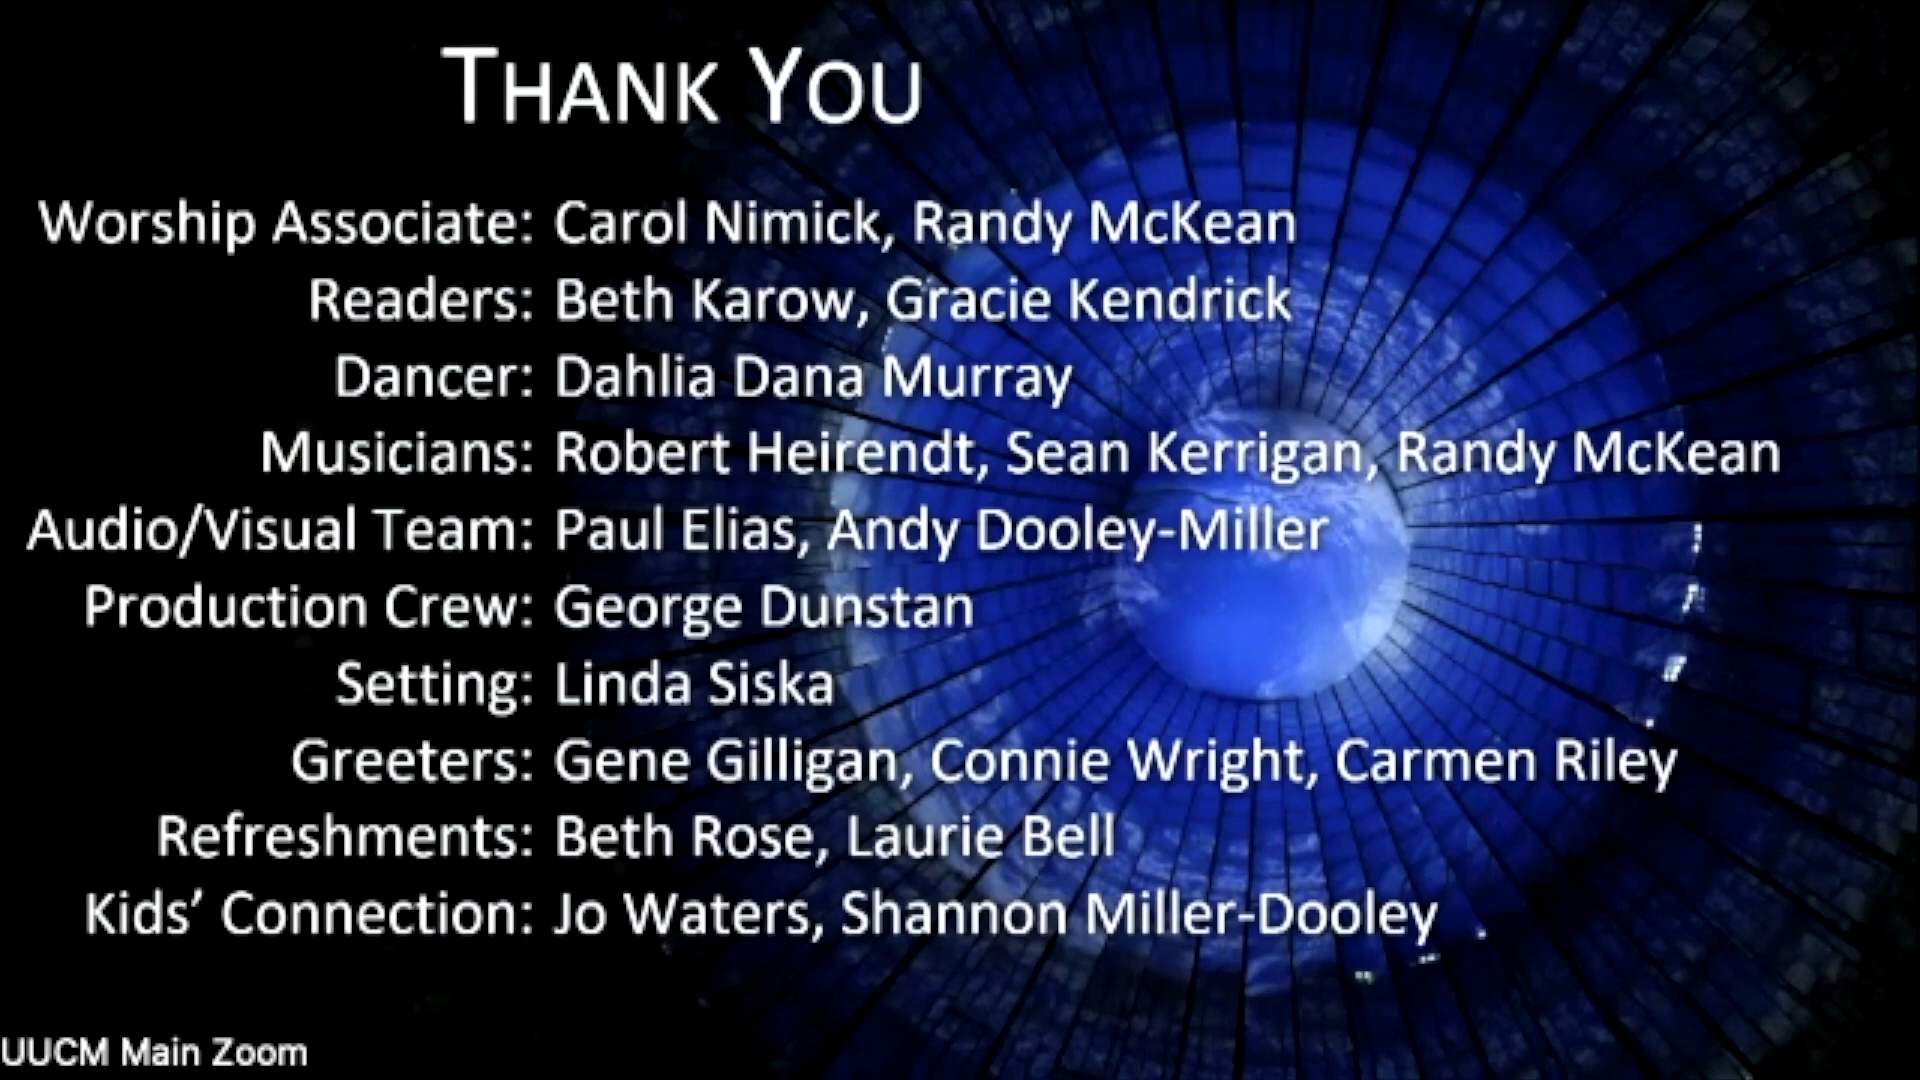 THANK YOU
Worship Associate: Carol Nimick, Randy McKean
Readers: Beth Karow, Gracie Kendrick
Dancer: Dahlia Dana Murray
Musicians: Robert Heirendt, Sean Kerrigan, Randy McKean
Audio/Visual Team: Paul Elias, Andy Dooley-Miller
Production Crew: George Dunstan
Setting: Linda Siska
Greeters: Gene Gilligan, Connie Wright, Carmen Riley
Refreshments: Beth Rose, Laurie Bell
Kids’ Connection: Jo Waters, Shannon Miller-Dooley
UUCM Main Zoom